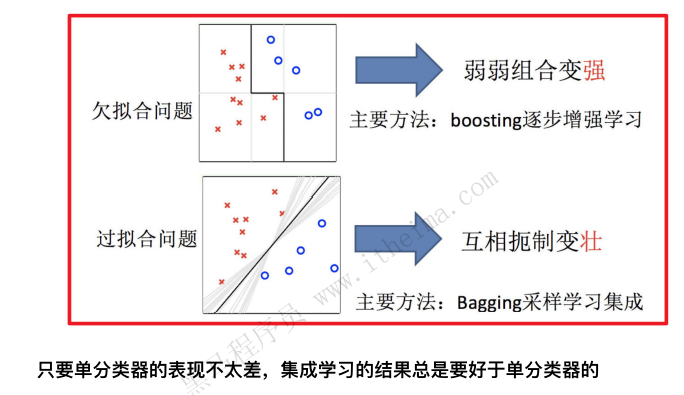 弱弱组合变强
欠拟合问题
主要方法：boosting逐步增强学习
过拟合问题
互相扼制变壮
主要方法：Bagging采样学习集成
黑马程序员 www.itheima.com
只要单分类器的表现不太差，集成学习的结果总是要好于单分类器的